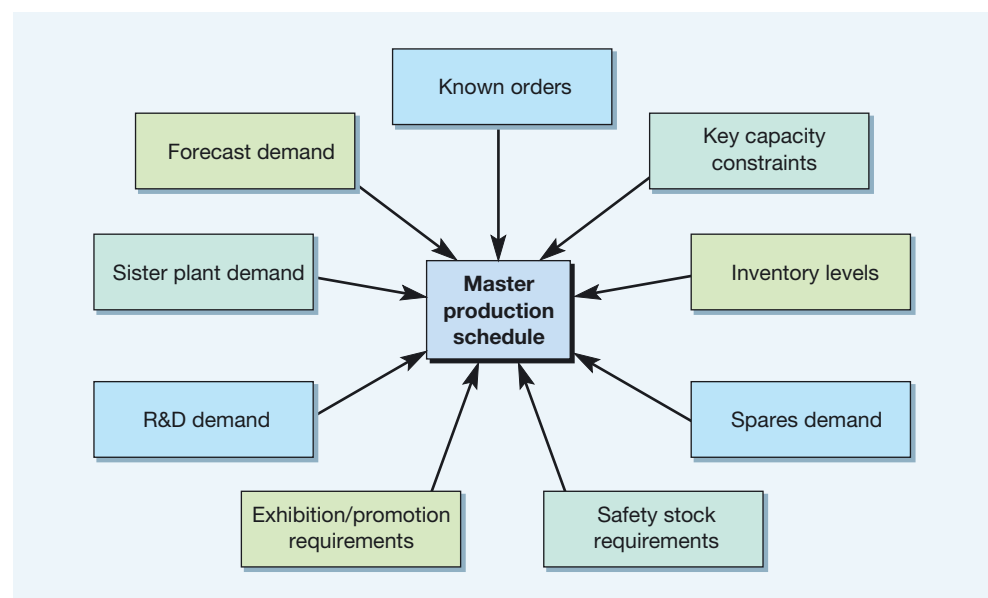 Known orders
Forecast demand
Key capacity
constraints
Sister plant demand
Inventory levels
Master
production
schedule
R&D demand
Spares demand
Exhibition/promotion
requirements
Safety stock
requirements